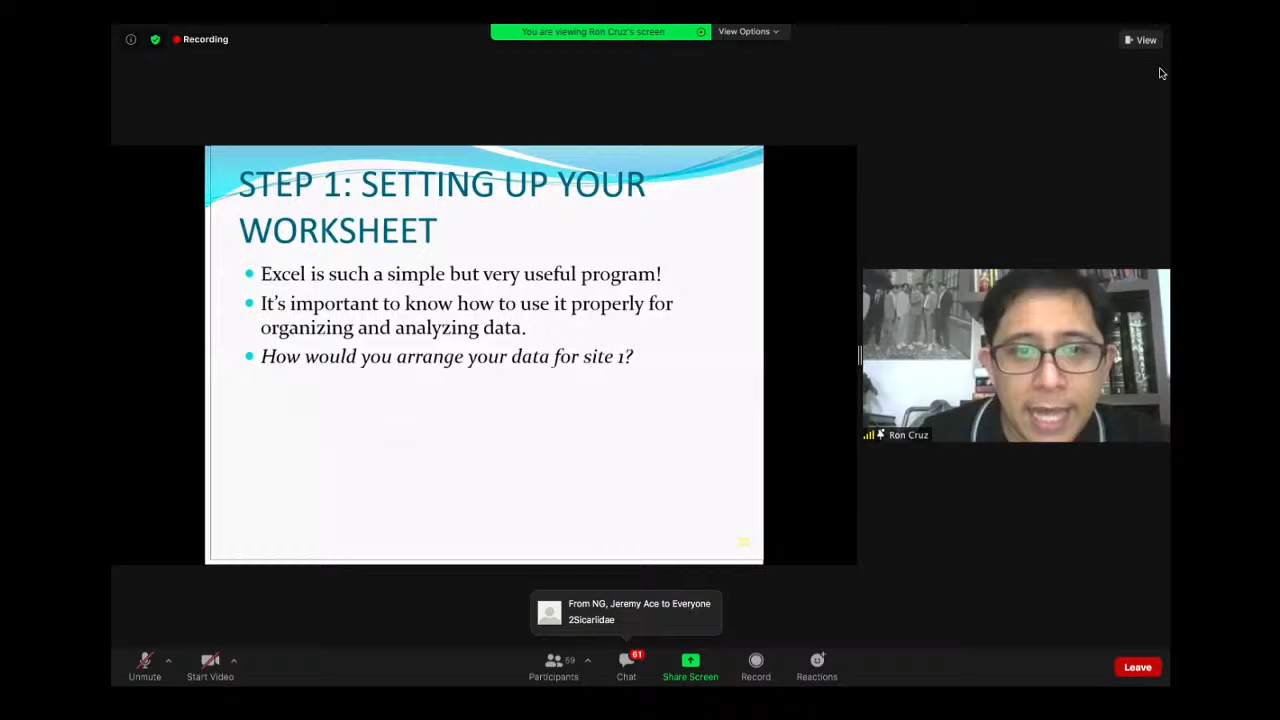 Recording
You are viewing Ron Cruz's screen
View Options
View
STEP 1: SETTING UP YOUR
WORKSHEET
Excel is such a simple but very useful program!
It's important to know how to use it properly for
organizing and analyzing data.
How would you arrange your data for site 1?
Ron Cruz
From NG, Jeremy Ace to Everyone
2Sicariidae
Unmute
Start Video
59
Participants
61
Chat
Share Screen
Record
Reactions
Leave